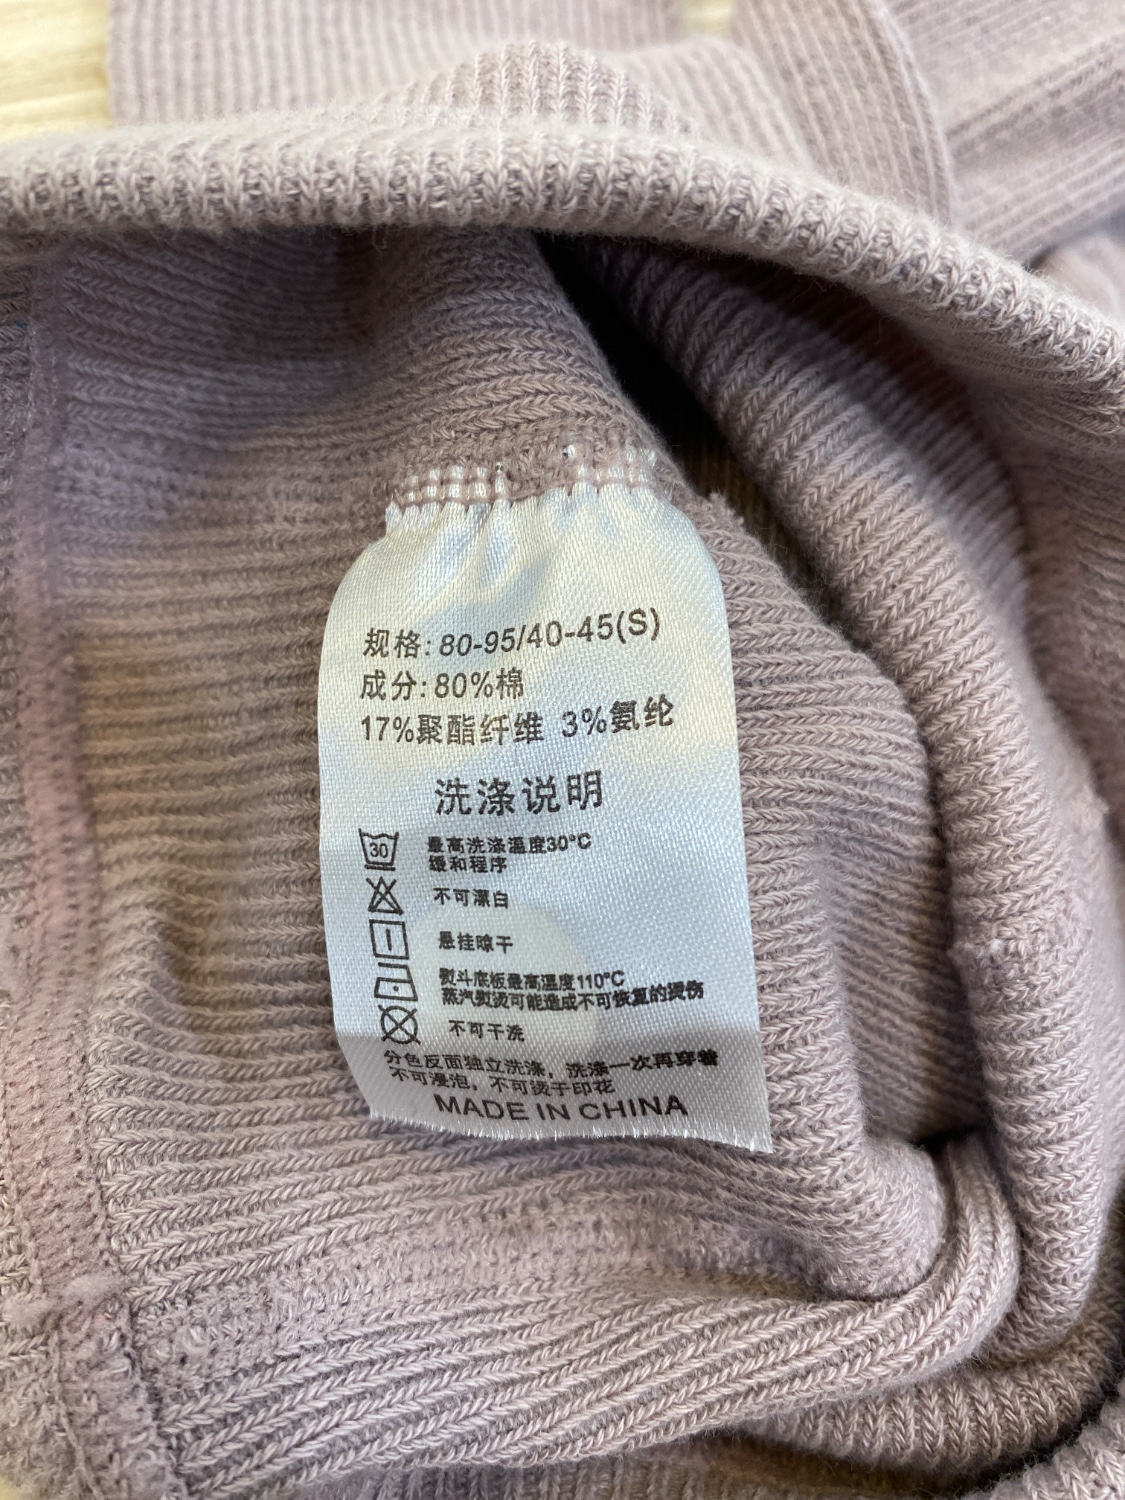 规格: 80-95/40-45(S)
成分: 80%棉
17%聚酯纤维 3%氨纶
洗涤说明
30 最高洗涤温度30°C
缓和程序
不可漂白
悬挂晾干
熨斗底板最高温度110°C
蒸汽熨烫可能造成不可恢复的烫伤
不可干洗
分色反面独立洗涤，洗涤一次再穿着
不可浸泡，不可烫于印花
MADE IN CHINA